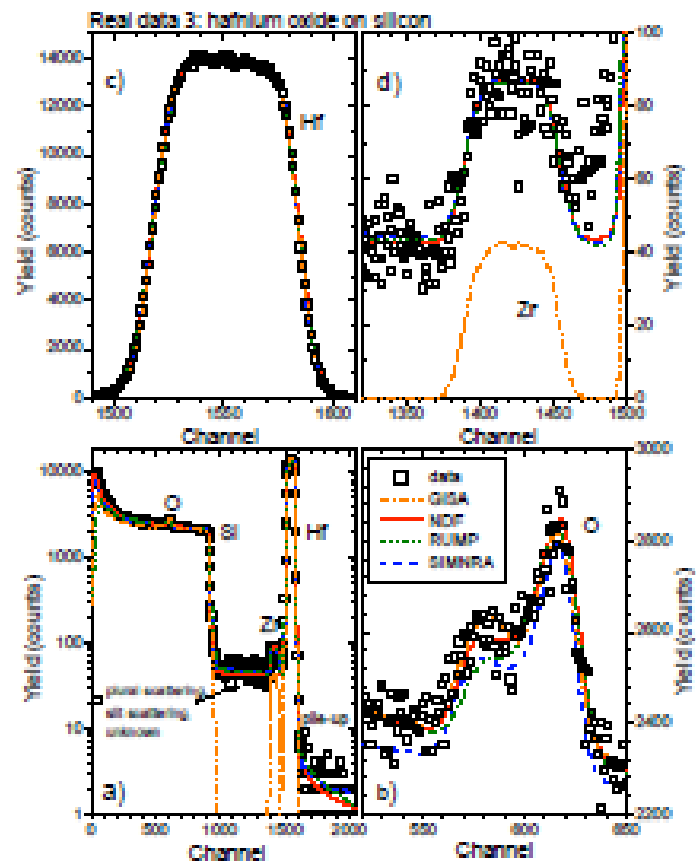 Real data 3: hafnium oxide on silicon
c)
Hf
Yield (counts)
14000
12000
10000
8000
6000
4000
2000
0
1500
1550
1600
Channel
d)
Zr
100
80
60
40
20
0
Yield (counts)
1350
1400
1450
1500
Channel
10000
1000
100
10
1
Yield (counts)
O
Si
Hf
Zr
plural scattering
slit scattering
unknown
pile-up
a)
0
500
1000
1500
2000
Channel
data
GISA
NDF
RUMP
SIMNRA
O
b)
3000
2800
2600
2400
2200
Yield (counts)
550
600
650
Channel